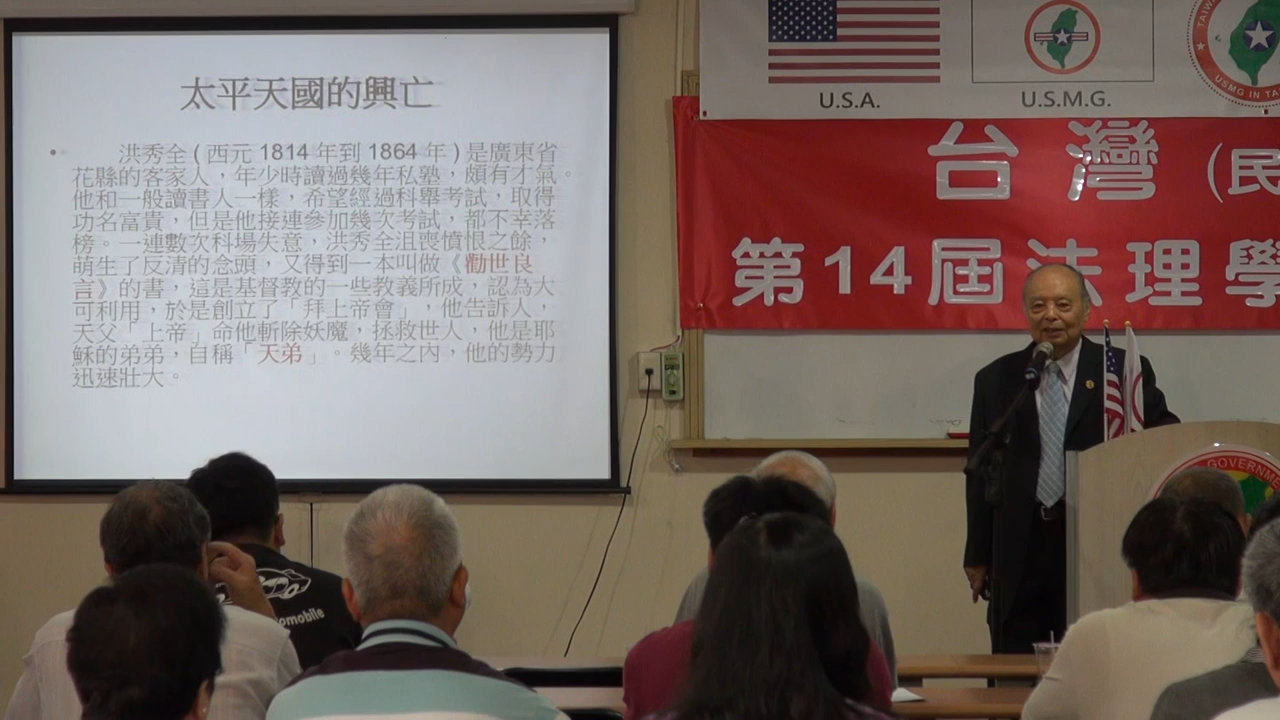 太平天國的興亡
• 洪秀全 ( 西元 1814 年到 1864 年 ) 是廣東省
花縣的客家人，年少時讀過幾年私塾，頗有才氣。
他和一般讀書人一樣，希望經過科舉考試，取得
功名富貴，但是他接連參加幾次考試，都不幸落
榜。一連數次科場失意，洪秀全沮喪憤恨之餘，
萌生了反清的念頭，又得到一本叫做《勸世良
言》的書，這是基督教的一些教義所成，認為大
可利用，於是創立了「拜上帝會」，他告訴人，
天父「上帝」命他斬除妖魔，拯救世人，他是耶
穌的弟弟，自稱「天弟」。幾年之內，他的勢力
迅速壯大。
U.S.A.
U.S.M.G.
USMG IN TA
台灣（民
第14屆法理學
GOVERNMEN
omobile